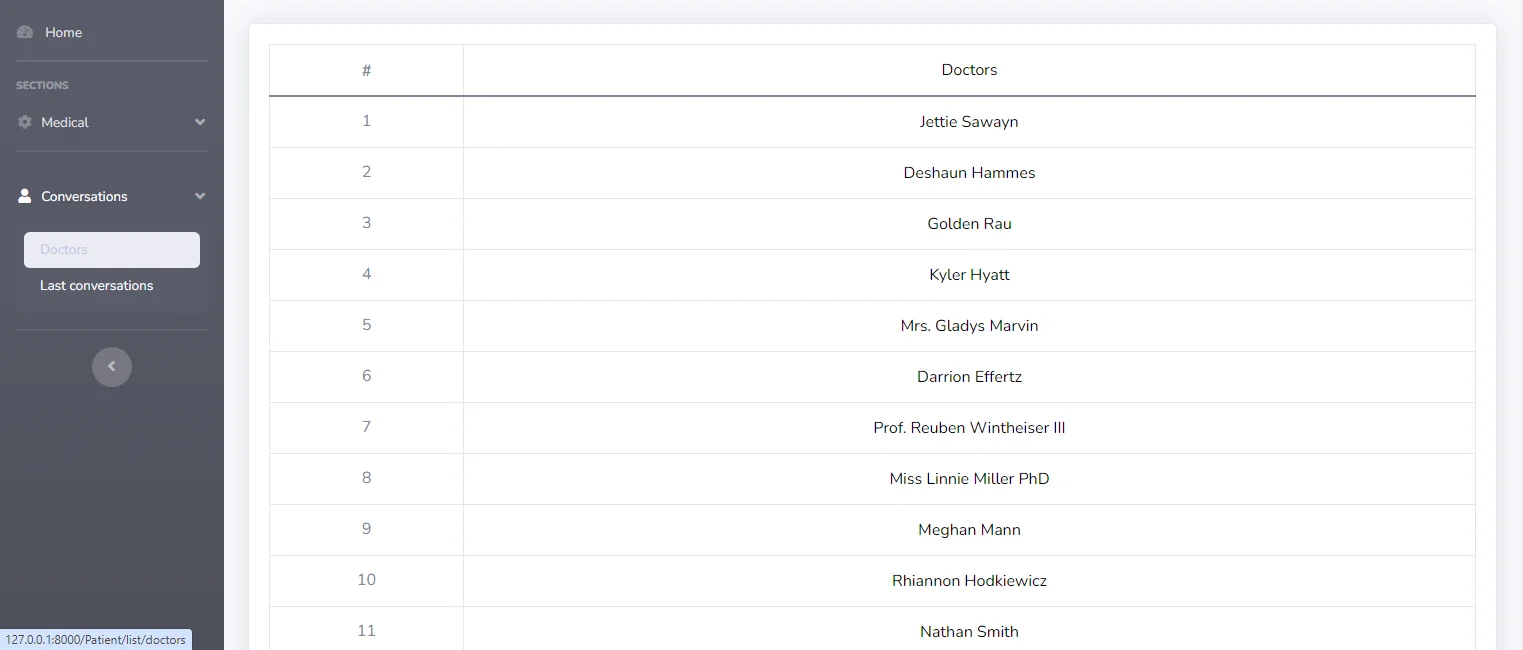 Home
SECTIONS
Medical
Conversations
Doctors
Last conversations
# Doctors
1 Jettie Sawayn
2 Deshaun Hammes
3 Golden Rau
4 Kyler Hyatt
5 Mrs. Gladys Marvin
6 Darrion Effertz
7 Prof. Reuben Wintheiser III
8 Miss Linnie Miller PhD
9 Meghan Mann
10 Rhiannon Hodkiewicz
11 Nathan Smith
127.0.0.1:8000/Patient/list/doctors